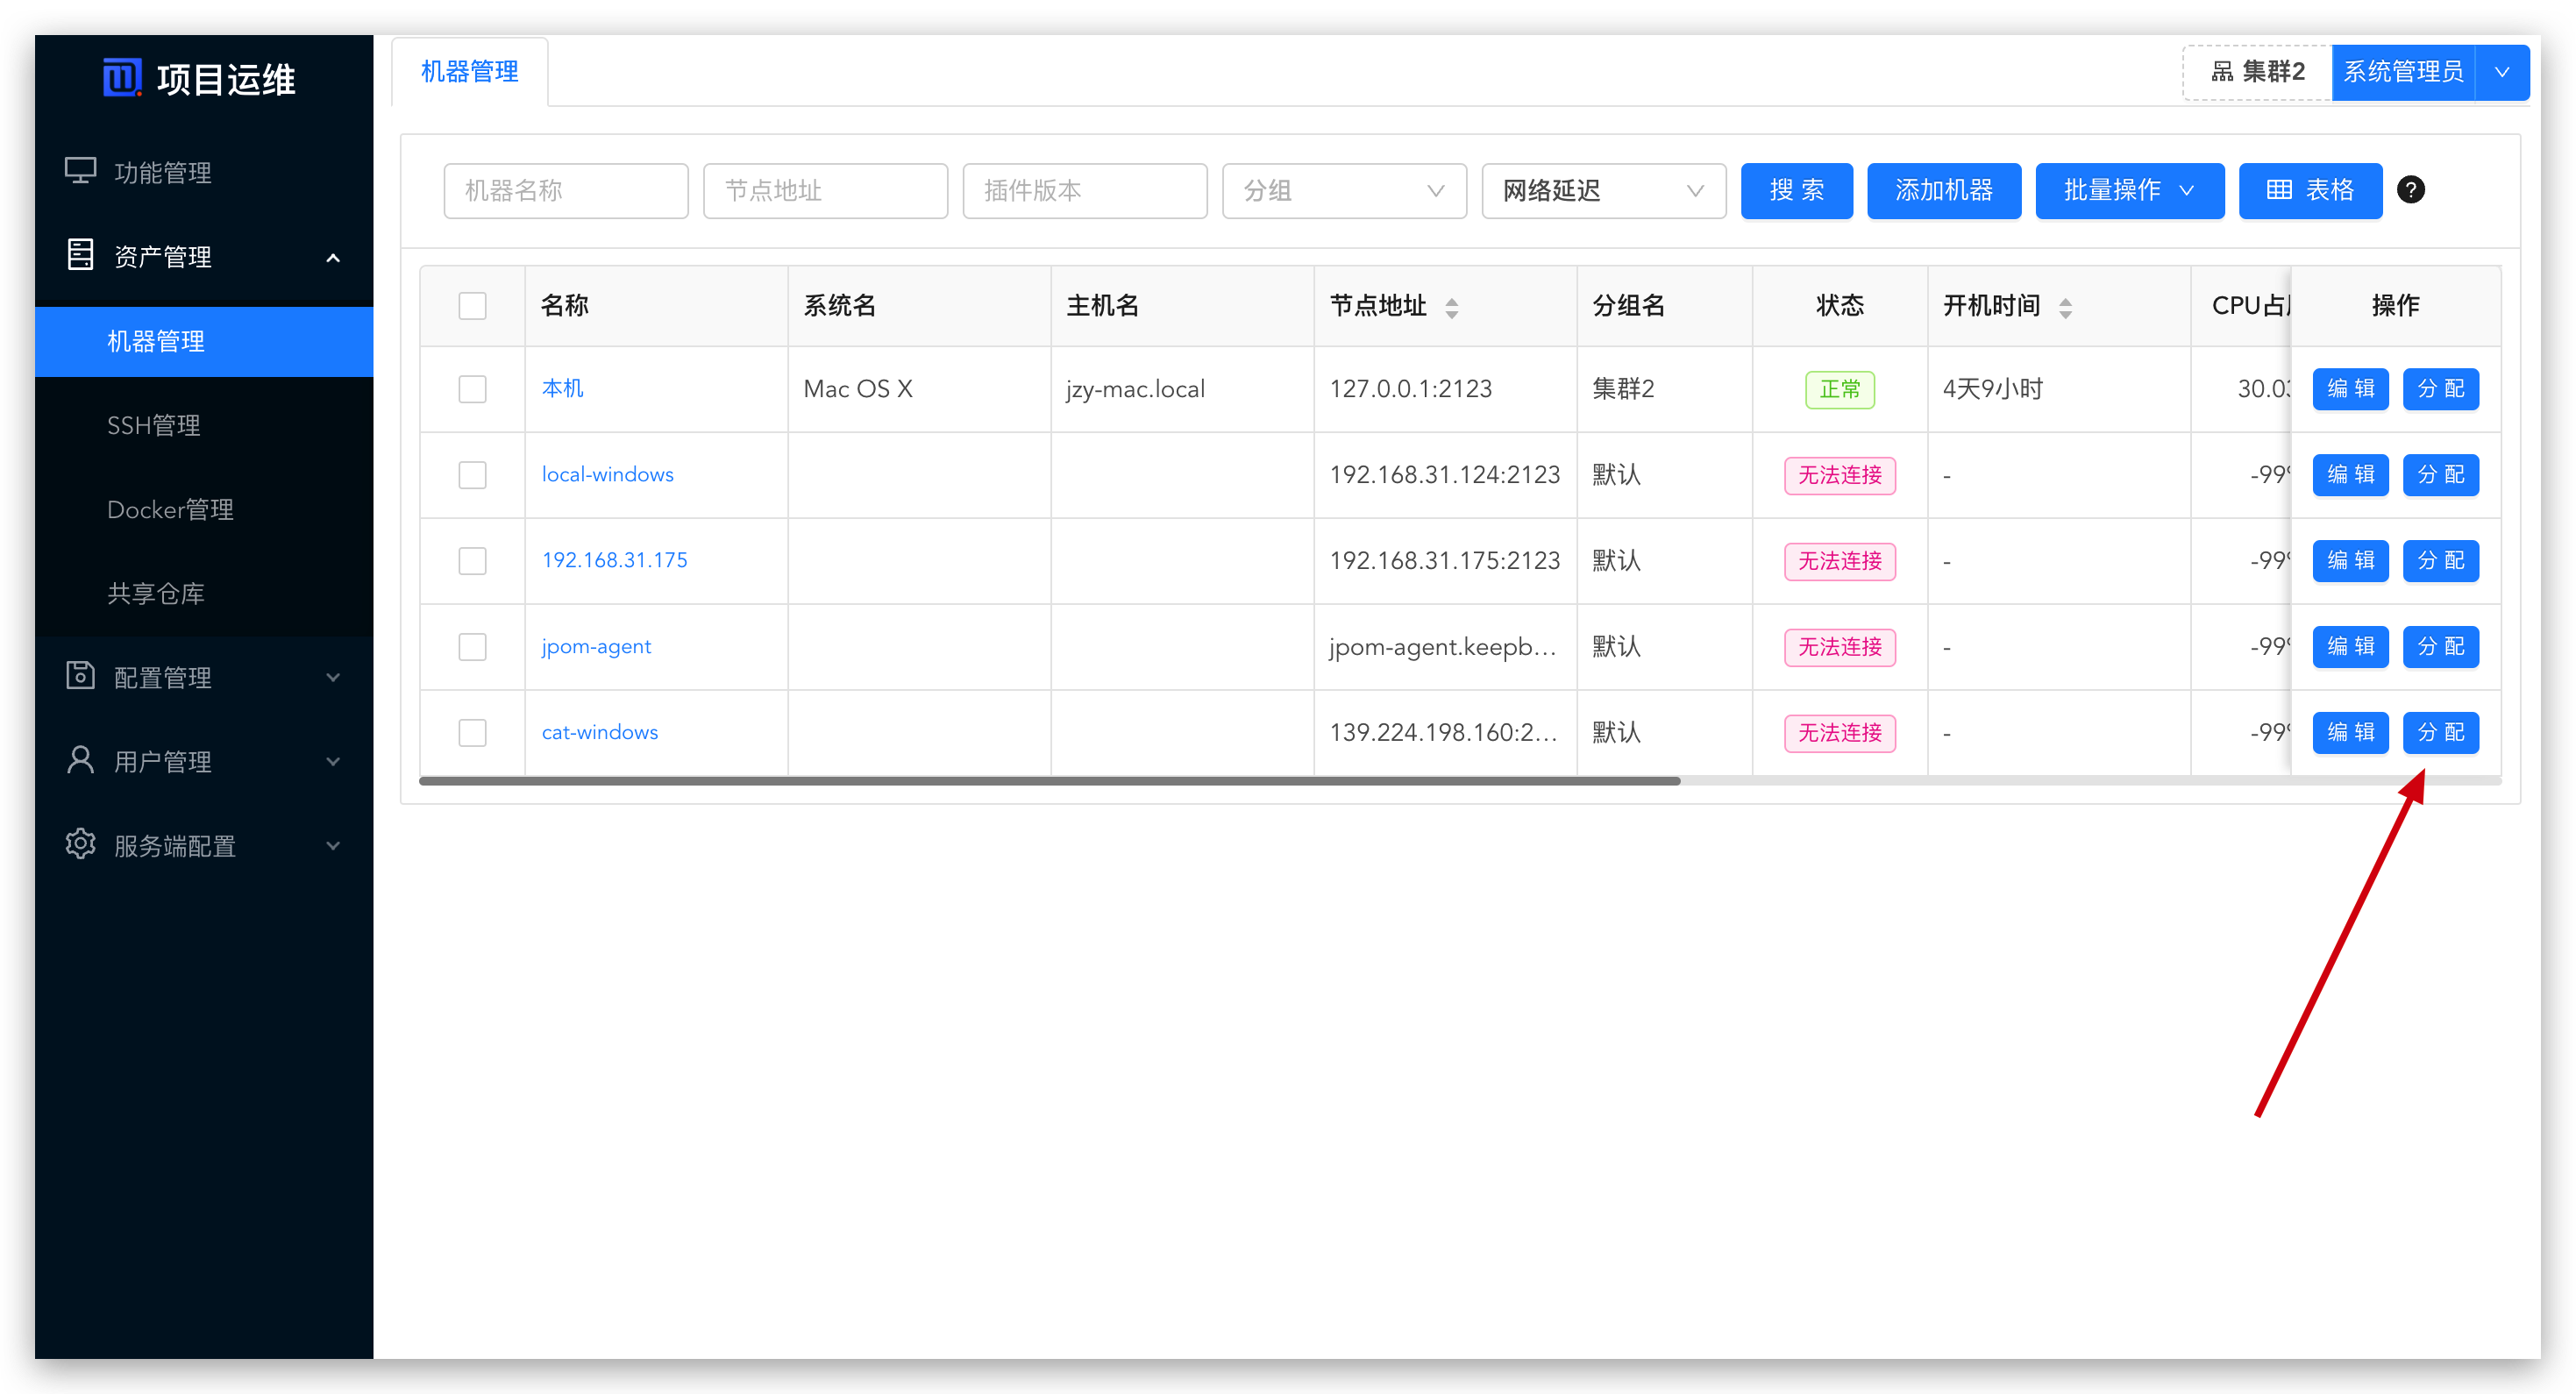 项目运维
功能管理
资产管理
机器管理
SSH管理
Docker管理
共享仓库
配置管理
用户管理
服务端配置
机器管理
集群2 系统管理员
机器名称 节点地址 插件版本 分组 网络延迟 搜 索 添加机器 批量操作 表格 ?
名称 系统名 主机名 节点地址 分组名 状态 开机时间 CPU占 操作
本机 Mac OS X jzy-mac.local 127.0.0.1:2123 集群2 正常 4天9小时 30.0 编 辑 分 配
local-windows 192.168.31.124:2123 默认 无法连接 - -99 编 辑 分 配
192.168.31.175 192.168.31.175:2123 默认 无法连接 - -99 编 辑 分 配
jpom-agent jpom-agent.keepb... 默认 无法连接 - -99 编 辑 分 配
cat-windows 139.224.198.160:2... 默认 无法连接 - -99 编 辑 分 配